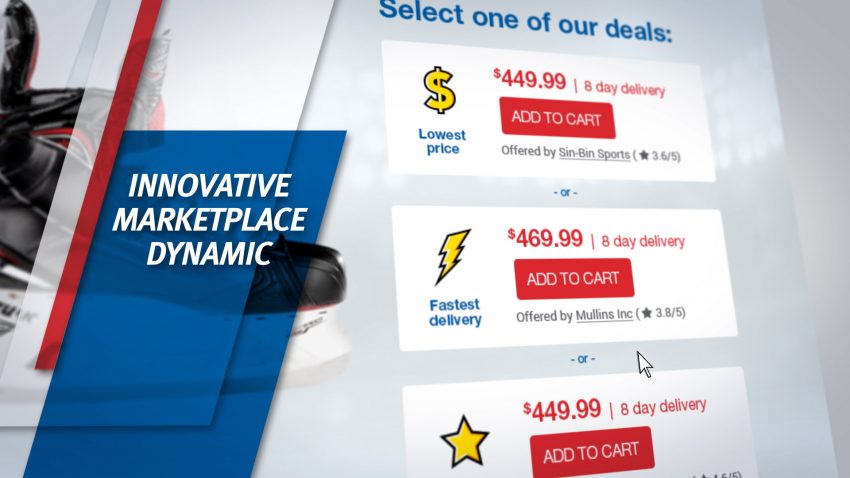 Select one of our deals:
$449.99 | 8 day delivery
ADD TO CART
Lowest
price
Offered by Sin-Bin Sports (★ 3.6/5)
- or -
INNOVATIVE
MARKETPLACE
DYNAMIC
$469.99 | 8 day delivery
ADD TO CART
Fastest
delivery
Offered by Mullins Inc (★ 3.8/5)
- or -
$449.99 | 8 day delivery
ADD TO CART